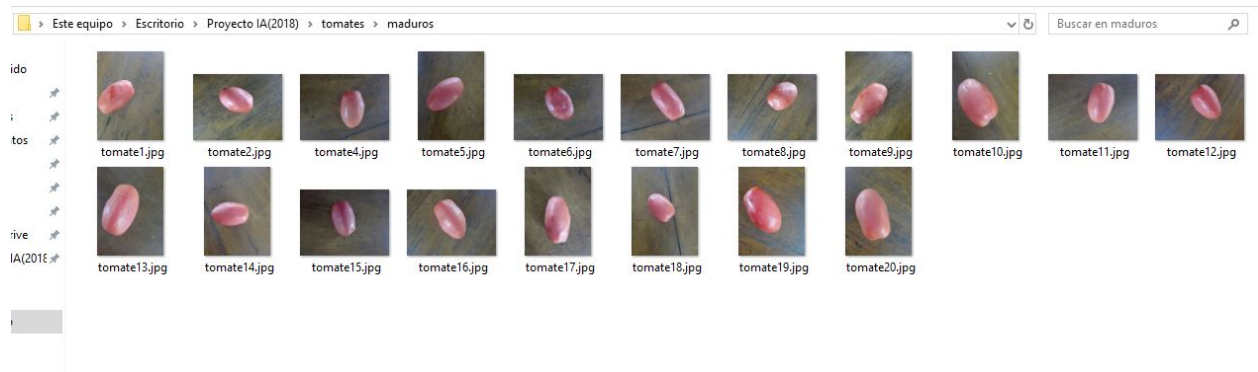 Este equipo > Escritorio > Proyecto IA(2018) > tomates > maduros
Buscar en maduros
ido
tos
rive
IA(2018
tomate1.jpg tomate2.jpg tomate4.jpg tomate5.jpg tomate6.jpg tomate7.jpg tomate8.jpg tomate9.jpg tomate10.jpg tomate11.jpg tomate12.jpg
tomate13.jpg tomate14.jpg tomate15.jpg tomate16.jpg tomate17.jpg tomate18.jpg tomate19.jpg tomate20.jpg